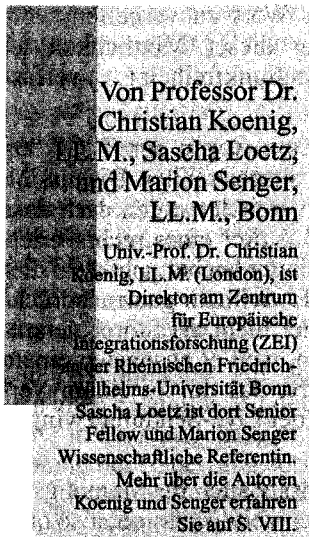 Von Professor Dr.
Christian Koenig,
LL.M., Sascha Loetz,
und Marion Senger,
LL.M., Bonn
Univ.-Prof. Dr. Christian
Koenig, LL.M. (London), ist
Direktor am Zentrum
für Europäische
Integrationsforschung (ZEI)
an der Rheinischen Friedrich-
Wilhelms-Universität Bonn.
Sascha Loetz ist dort Senior
Fellow und Marion Senger
Wissenschaftliche Referentin.
Mehr über die Autoren
Koenig und Senger erfahren
Sie auf S. VIII.